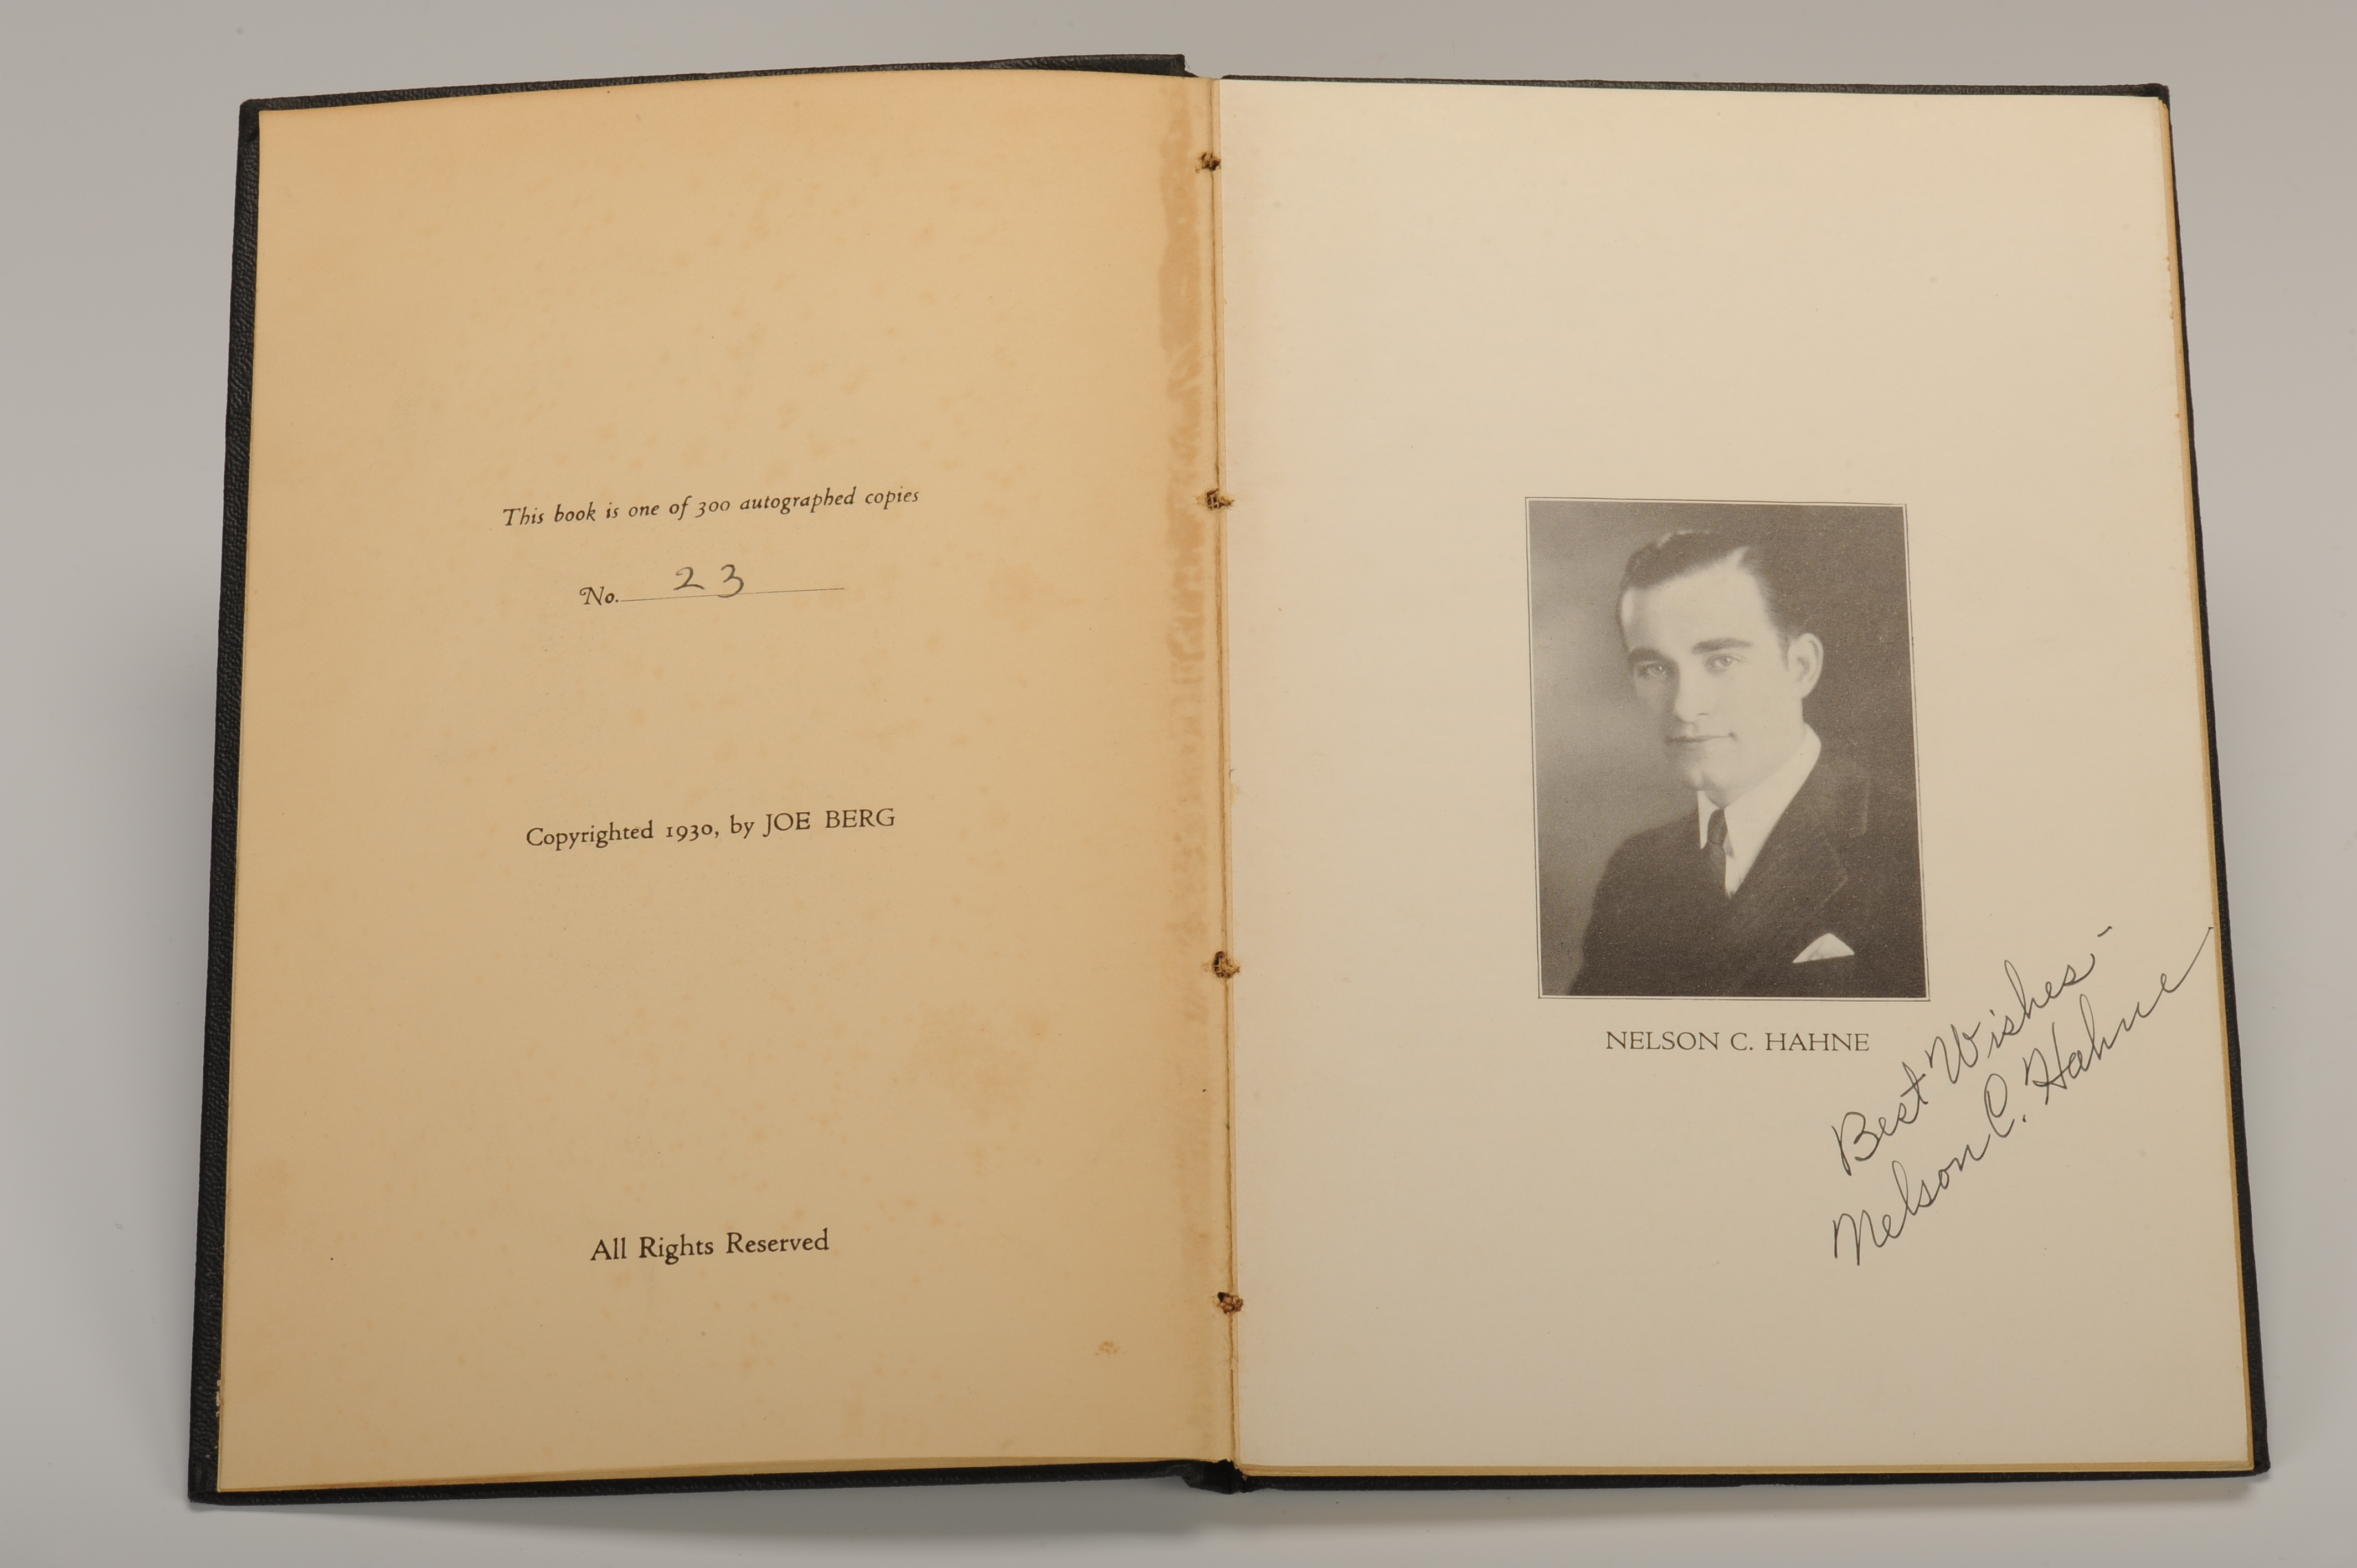 This book is one of 300 autographed copies
No. 23
Copyrighted 1930, by JOE BERG
All Rights Reserved
NELSON C. HAHNE
Best Wishes-
Nelson C. Hahne